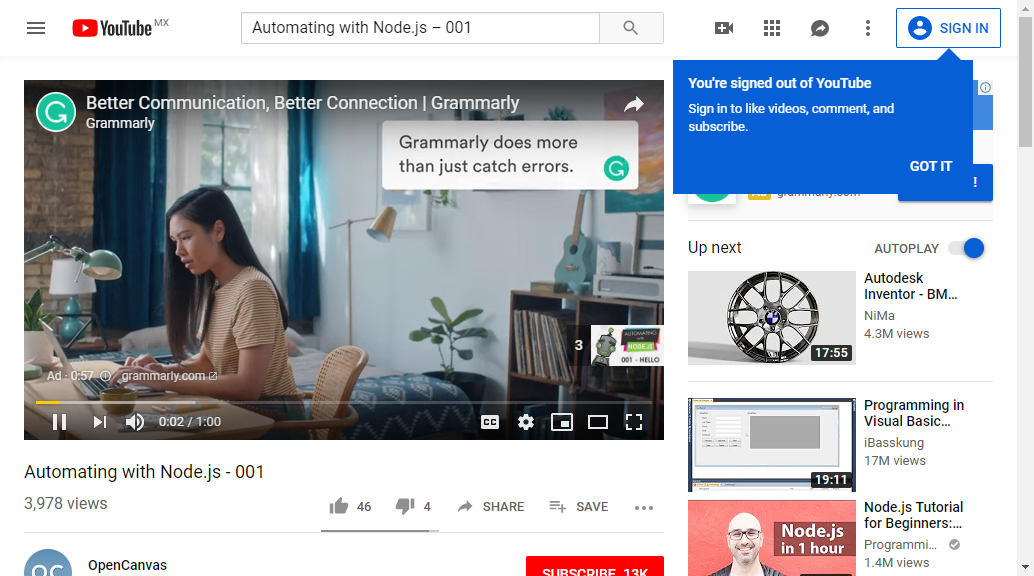 YouTube MX
Automating with Node.js – 001
SIGN IN
You're signed out of YouTube
Sign in to like videos, comment, and
subscribe.
GOT IT
!
Better Communication, Better Connection | Grammarly
Grammarly
Grammarly does more
than just catch errors.
3
AUTOMATING
with
NODE.JS
001 - HELLO
Ad · 0:57
grammarly.com
0:02 / 1:00
CC
Automating with Node.js - 001
3,978 views
46
4
SHARE
SAVE
OpenCanvas
OC
SUBSCRIBE 13K
grammarly.com
Up next
AUTOPLAY
17:55
Autodesk
Inventor - BM...
NiMa
4.3M views
19:11
Programming in
Visual Basic...
iBasskung
17M views
Node.js
in 1 hour
Node.js Tutorial
for Beginners:...
Programmi...
1.4M views